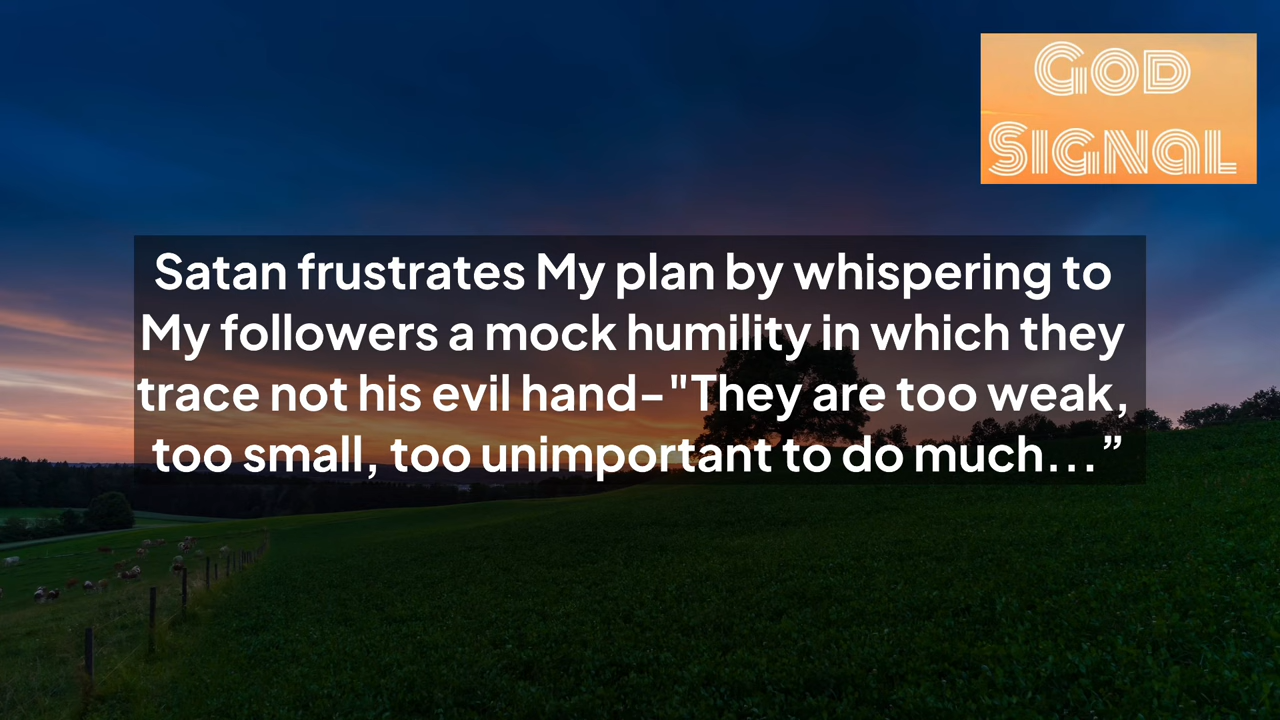 God
Signal
Satan frustrates My plan by whispering to
My followers a mock humility in which they
trace not his evil hand–"They are too weak,
too small, too unimportant to do much...”